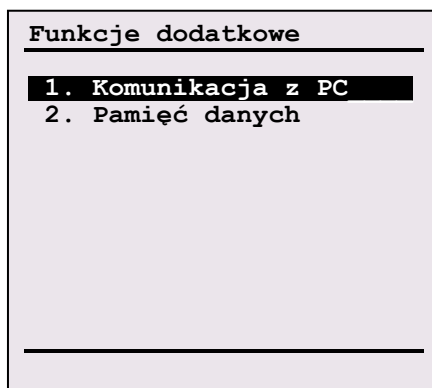 Funkcje dodatkowe
1. Komunikacja z PC
2. Pamięć danych